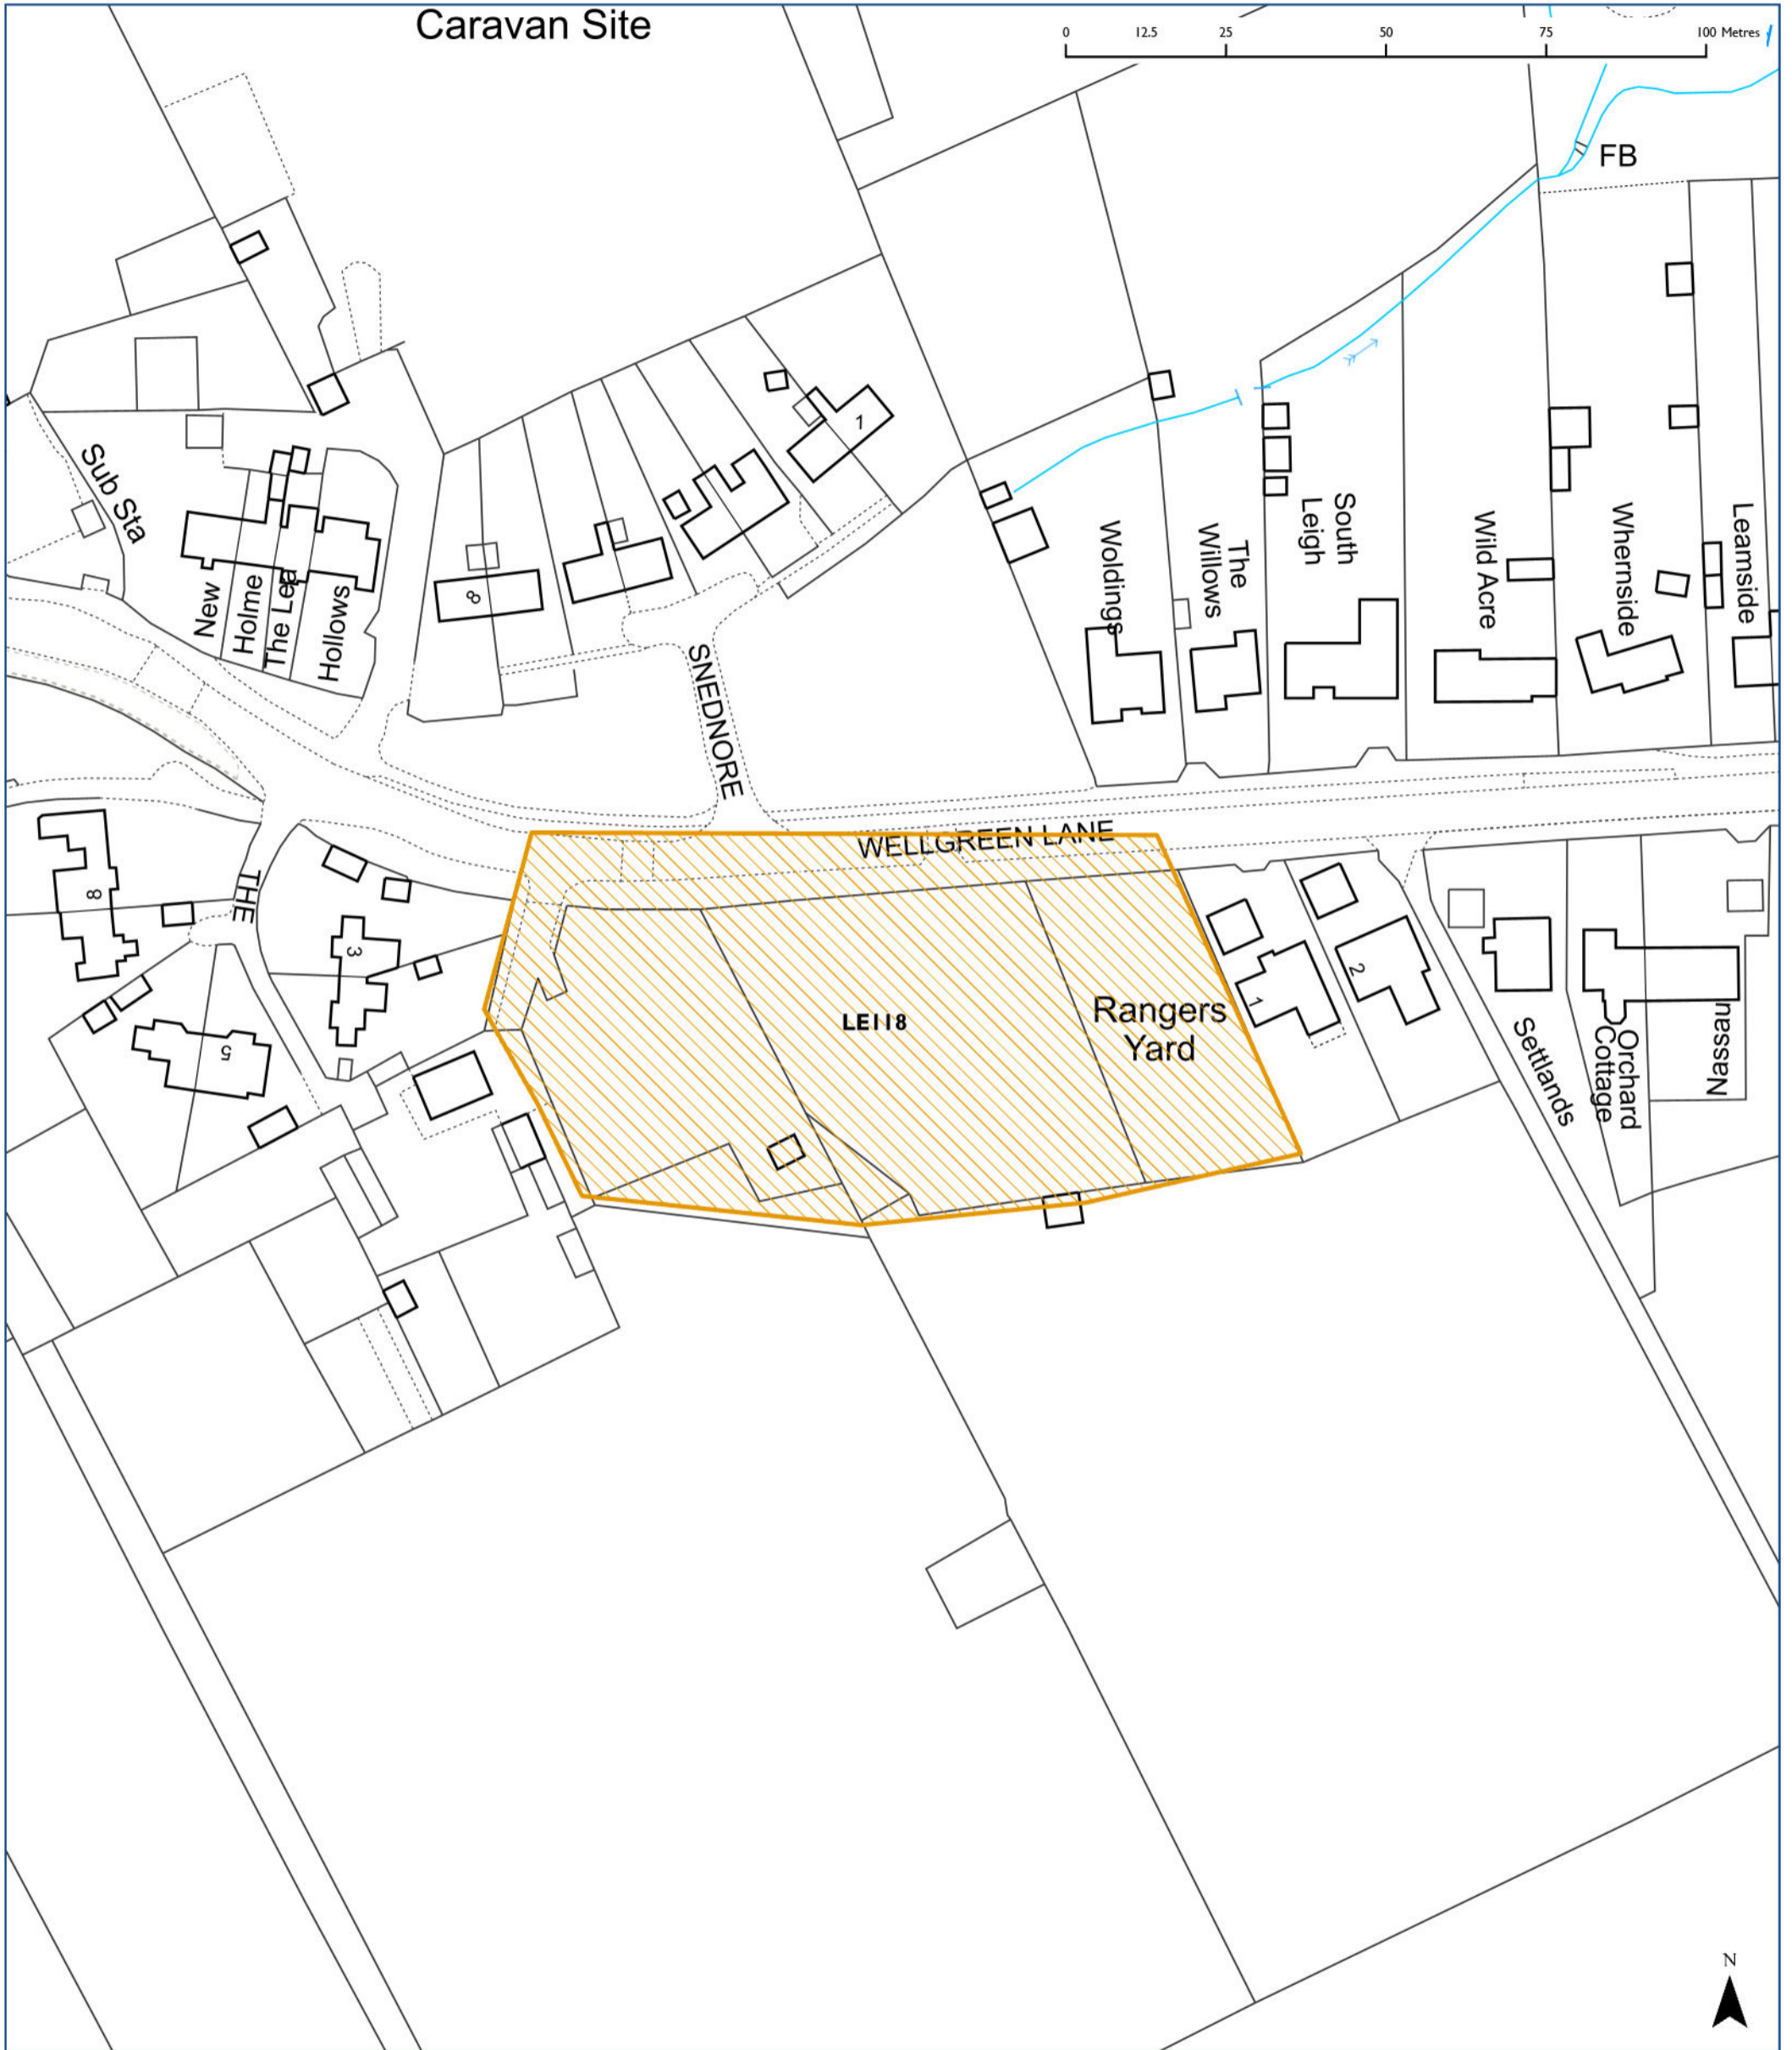 Caravan Site
0 12.5 25 50 75 100 Metres
FB
Sub Sta
1
8
New
Holme
The Lea
Hollows
SNEDNORE
Woldings
The
Willows
South
Leigh
Wild Acre
Whernside
Leamside
WELLGREEN LANE
8
THE
3
5
LE118
Rangers
Yard
1
2
Settlands
Orchard
Cottage
Nassau
N